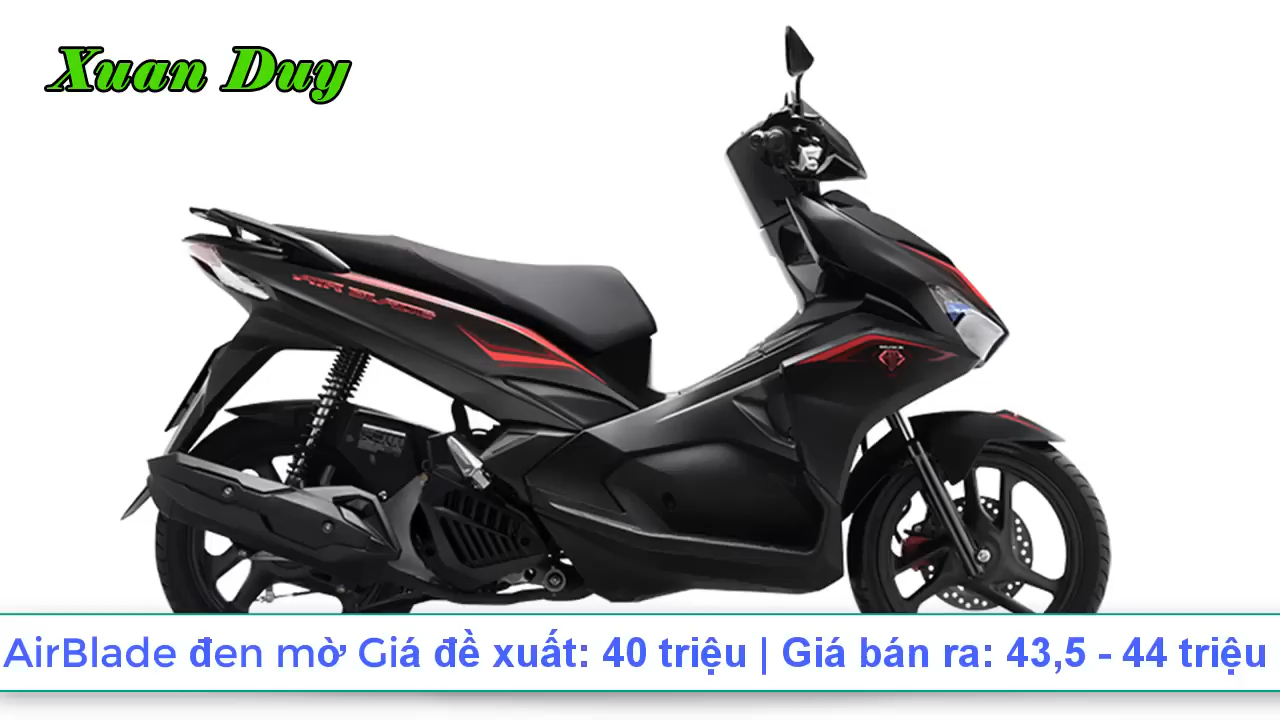 Xuan Duy
AIR BLADE
AirBlade đen mờ Giá đề xuất: 40 triệu | Giá bán ra: 43,5 - 44 triệu